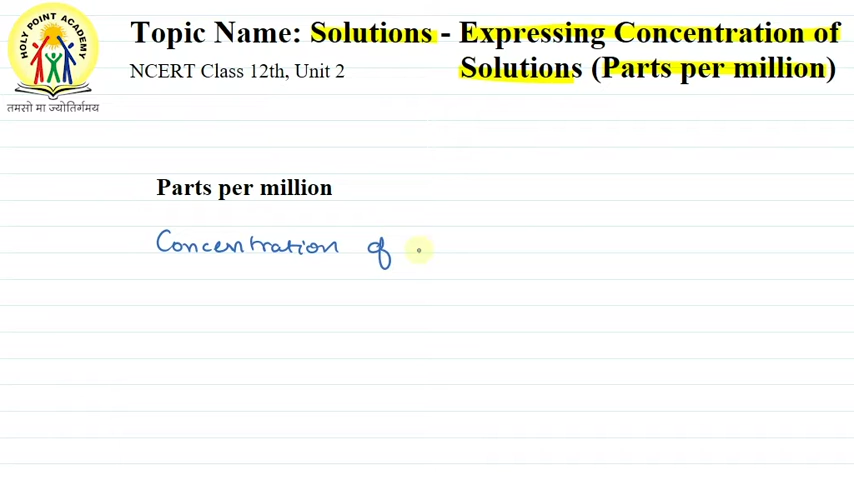 HOLY POINT ACADEMY
तमसो मा ज्योतिर्गमय
Topic Name: Solutions - Expressing Concentration of
NCERT Class 12th, Unit 2
Solutions (Parts per million)
Parts per million
Concentration of